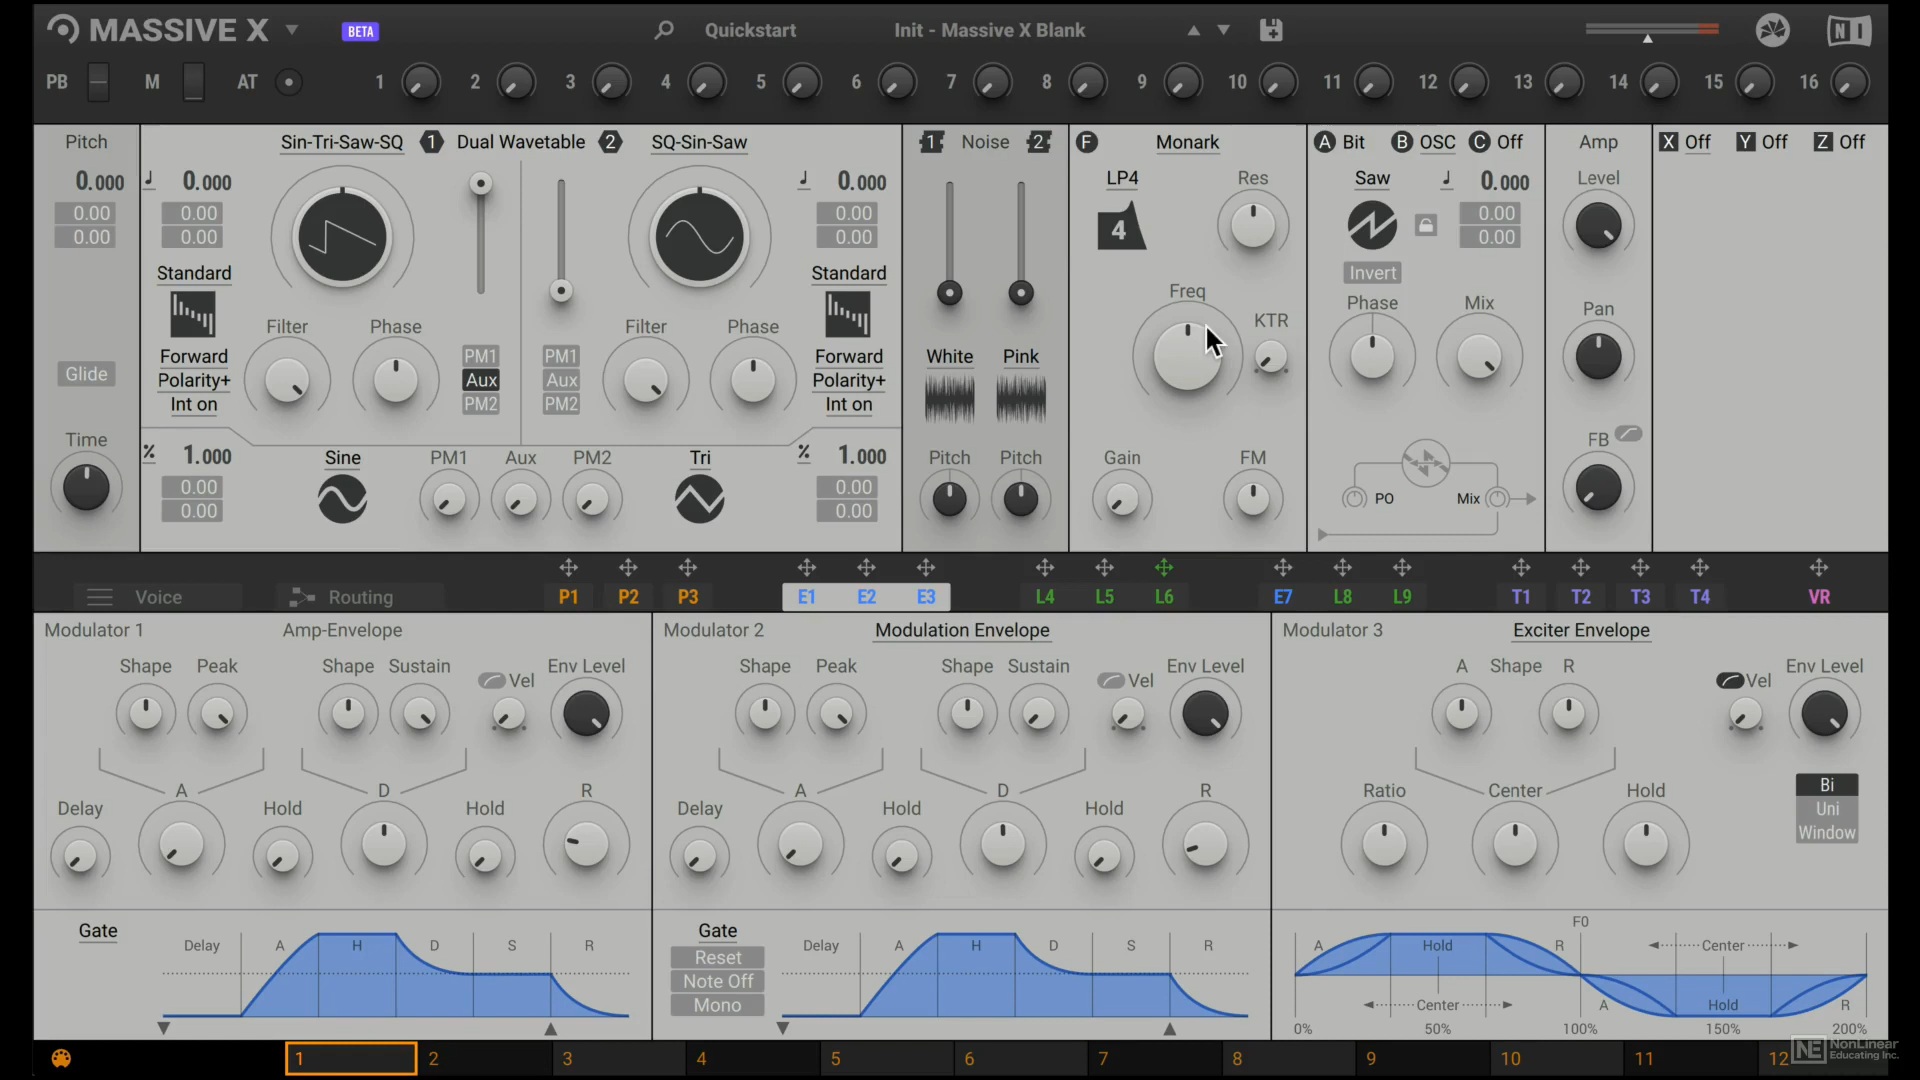 MASSIVE X BETA Quickstart Init - Massive X Blank NI
PB M AT 1 2 3 4 5 6 7 8 9 10 11 12 13 14 15 16
Pitch Sin-Tri-Saw-SQ 1 Dual Wavetable 2 SQ-Sin-Saw 1 Noise 2 F Monark A Bit B OSC C Off Amp X Off Y Off Z Off
0.000 0.000 0.000 LP4 Res Saw 0.000 Level
0.00 0.00 0.00 4 0.00
0.00 0.00 0.00 0.00
Standard Standard Invert
Freq Phase Mix Pan
Filter Phase Filter Phase KTR
Forward PM1 PM1 Forward White Pink
Glide Polarity+ Aux Aux Polarity+
Int on PM2 PM2 Int on
Time FB
1.000 Sine PM1 Aux PM2 Tri 1.000 Pitch Pitch Gain FM
0.00 0.00 PO Mix
0.00 0.00
Voice Routing P1 P2 P3 E1 E2 E3 L4 L5 L6 E7 L8 L9 T1 T2 T3 T4 VR
Modulator 1 Amp-Envelope Modulator 2 Modulation Envelope Modulator 3 Exciter Envelope
Shape Peak Shape Sustain Vel Env Level Shape Peak Shape Sustain Vel Env Level A Shape R Vel Env Level
A D R A D R Ratio Center Hold Bi
Delay Hold Hold Delay Hold Hold Uni
Window
Gate Gate F0
Delay A H D S R Reset Delay A H D S R A Hold R Center
Note Off
Mono Center A Hold R
0% 50% 100% 150% 200%
1 2 3 4 5 6 7 8 9 10 11 12
NE NonLinear
Educating Inc.